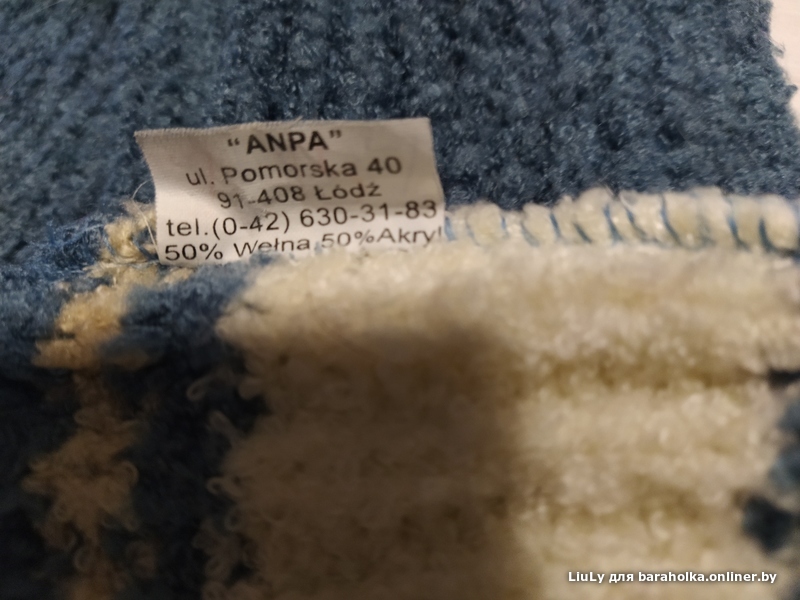 “ANPA”
ul. Pomorska 40
91-408 Łódź
tel.(0-42) 630-31-83
50% Wełna 50%Akryl
LiuLy для baraholka.onliner.by